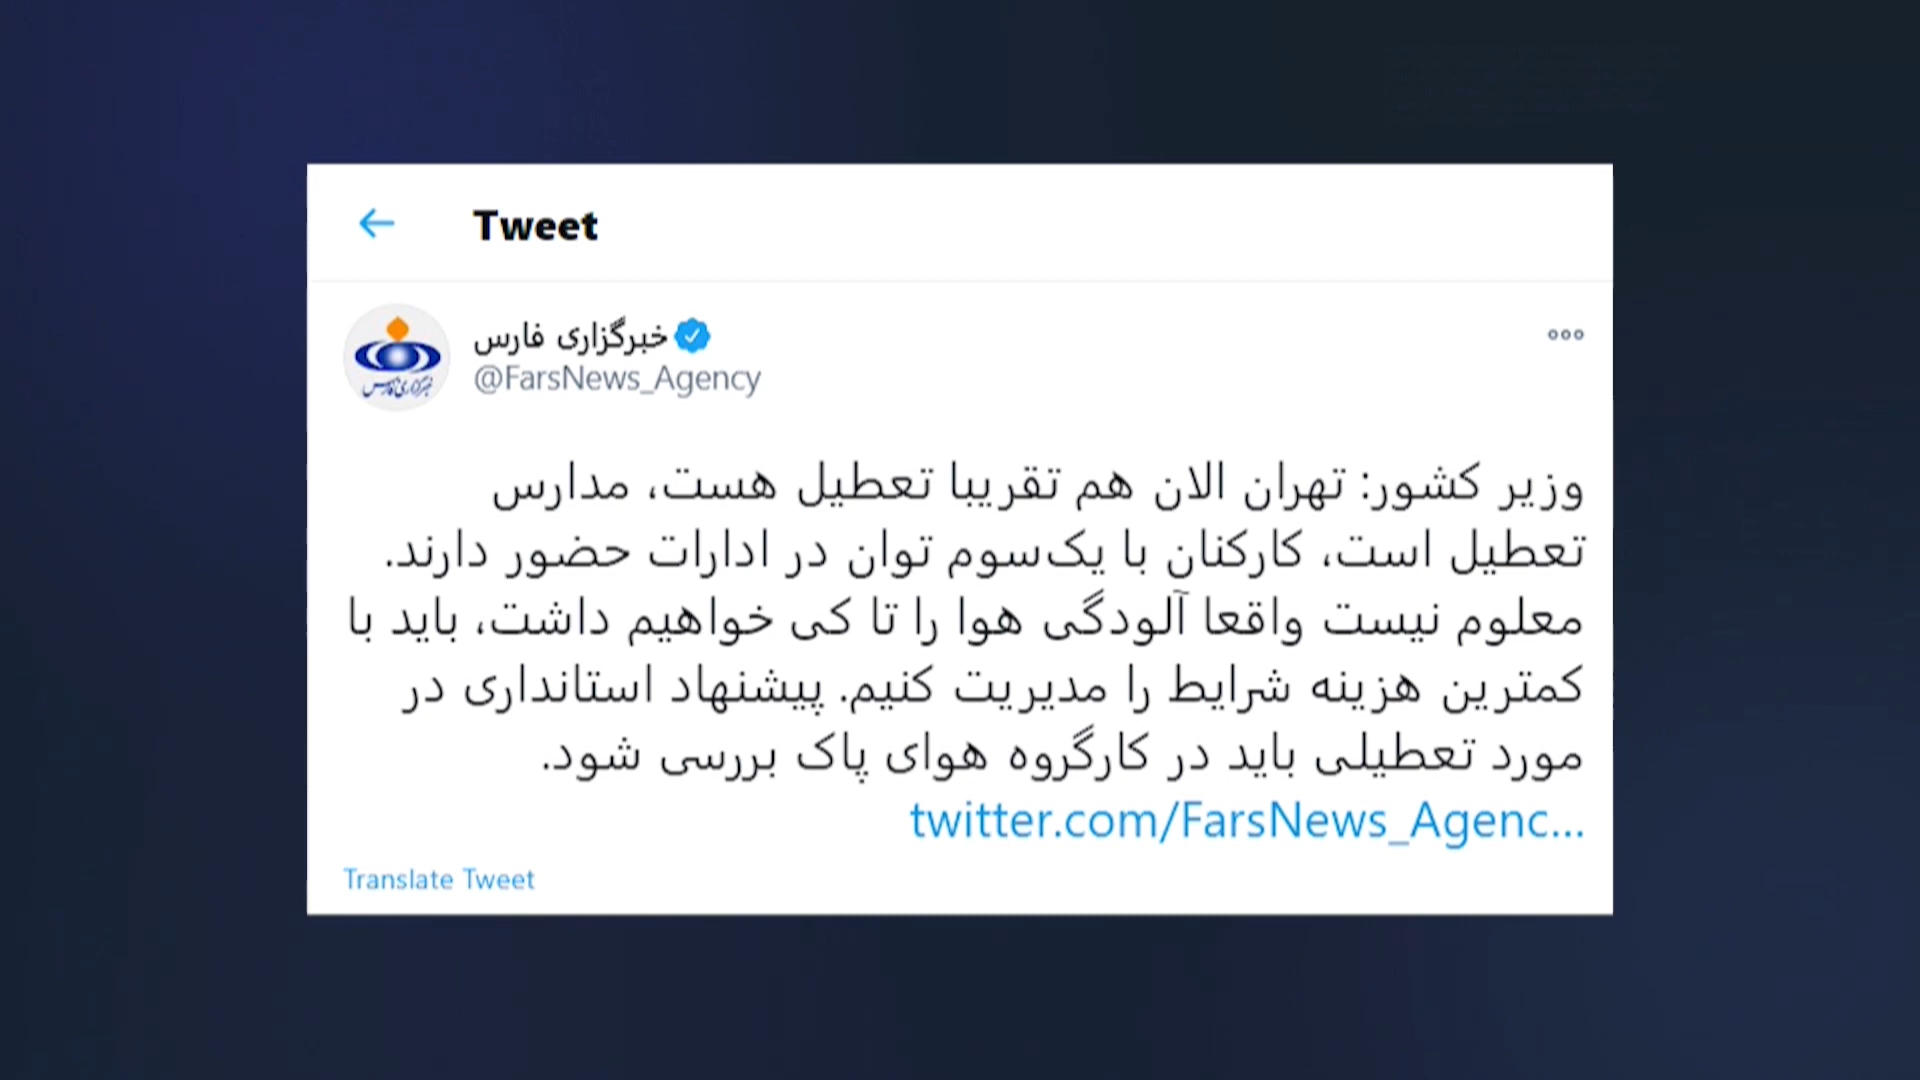 Tweet
خبرگزاری فارس
@FarsNews_Agency
خبرگزاری فارس
وزیر کشور: تهران الان هم تقریبا تعطیل هست، مدارس
تعطیل است، کارکنان با یک‌سوم توان در ادارات حضور دارند.
معلوم نیست واقعا آلودگی هوا را تا کی خواهیم داشت، باید با
کمترین هزینه شرایط را مدیریت کنیم. پیشنهاد استانداری در
مورد تعطیلی باید در کارگروه هوای پاک بررسی شود.
twitter.com/FarsNews_Agenc...
Translate Tweet